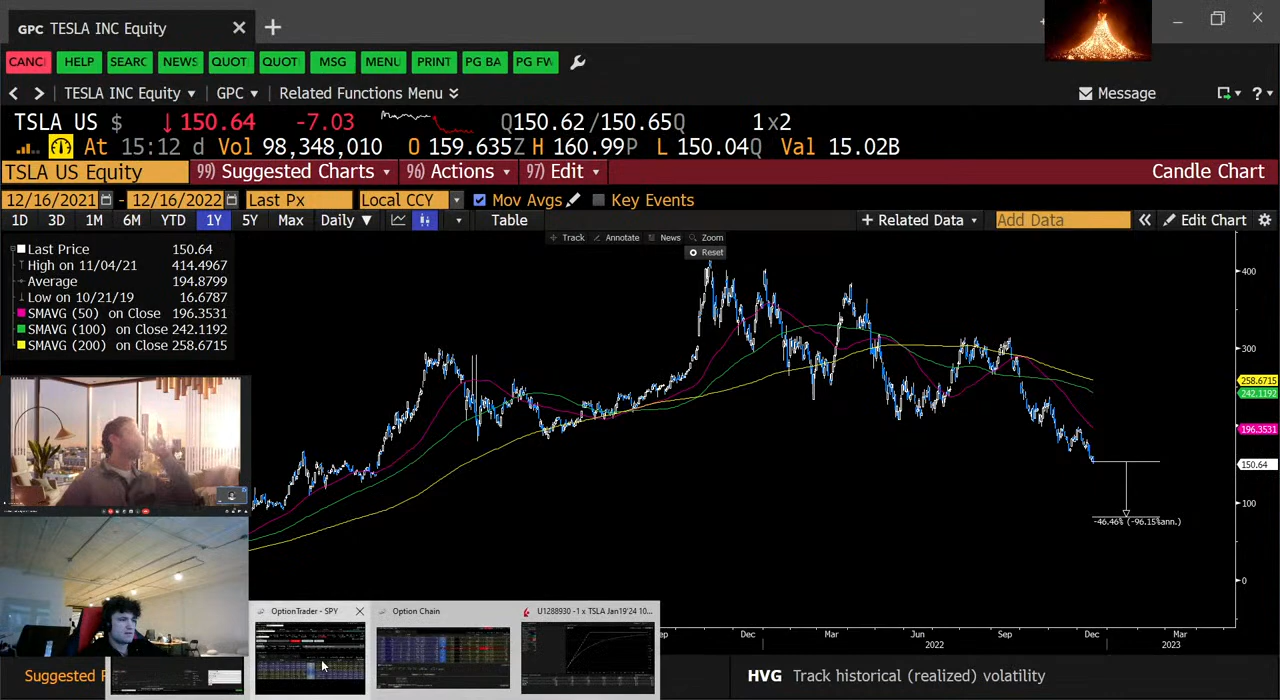 GPC TESLA INC Equity
CANC HELP SEARC NEWS QUOT QUOT MSG MENU PRINT PG BA PG FW
TESLA INC Equity GPC Related Functions Menu Message ?
TSLA US $ ↓150.64 -7.03 Q150.62/150.65Q 1x2
At 15:12 d Vol 98,348,010 O 159.635Z H 160.99P L 150.04Q Val 15.02B
TSLA US Equity 99) Suggested Charts 96) Actions 97) Edit Candle Chart
12/16/2021 - 12/16/2022 Last Px Local CCY Mov Avgs Key Events
1D 3D 1M 6M YTD 1Y 5Y Max Daily ▼ Table + Related Data Add Data « Edit Chart
Track Annotate News Zoom
Reset
Last Price 150.64
High on 11/04/21 414.4967
Average 194.8799
Low on 10/21/19 16.6787
SMAVG (50) on Close 196.3531
SMAVG (100) on Close 242.1192
SMAVG (200) on Close 258.6715
400
300
258.6715
242.1192
196.3531
150.64
100
0
-46.46% (-96.15%ann.)
OptionTrader - SPY Option Chain U1288930 -1 x TSLA Jan19'24 10...
Dec Mar Jun Sep Dec Mar
2022 2023
Suggested HVG Track historical (realized) volatility